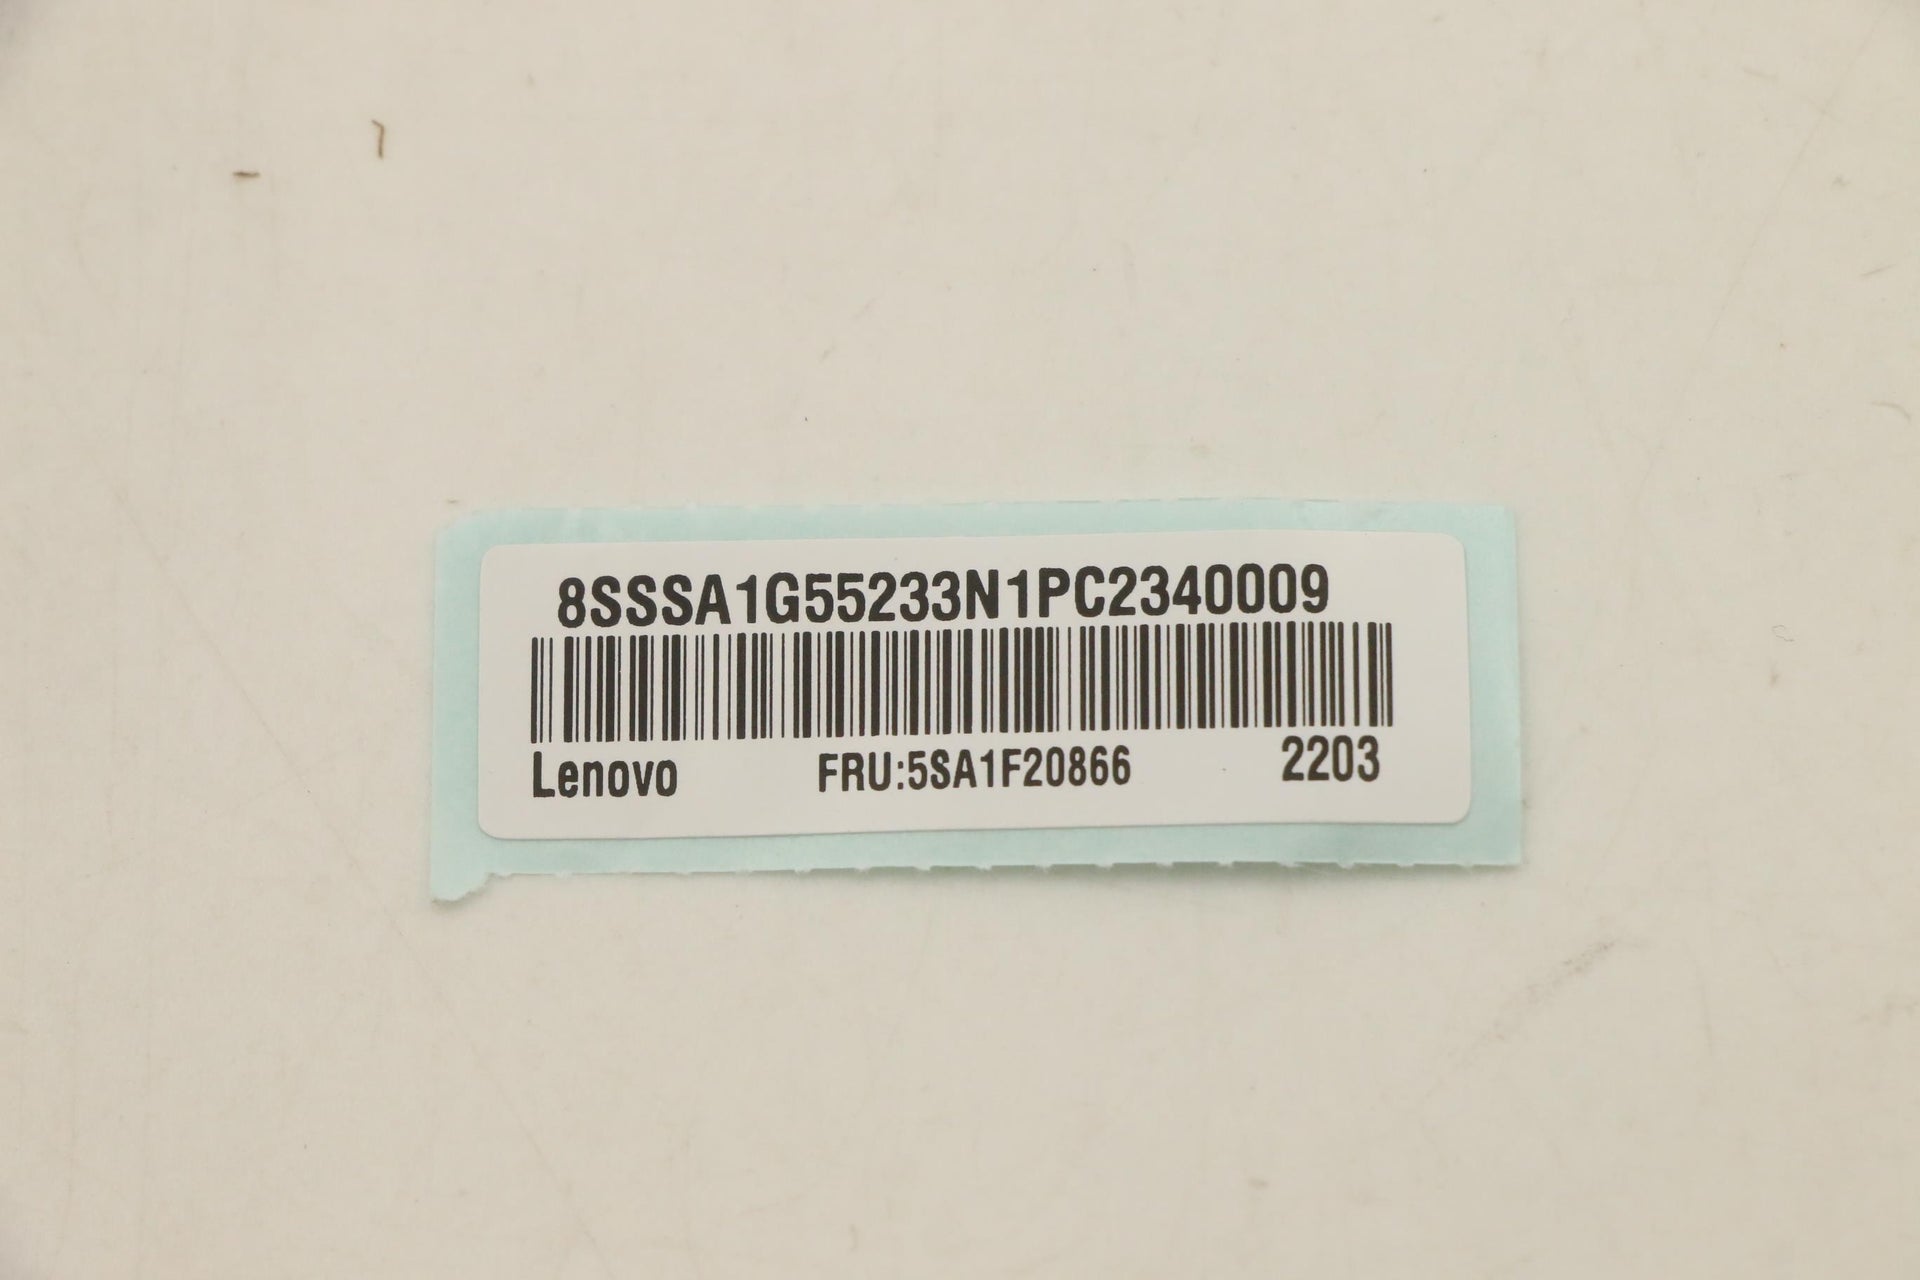 8SSSA1G55233N1PC2340009
Lenovo FRU:5SA1F20866 2203